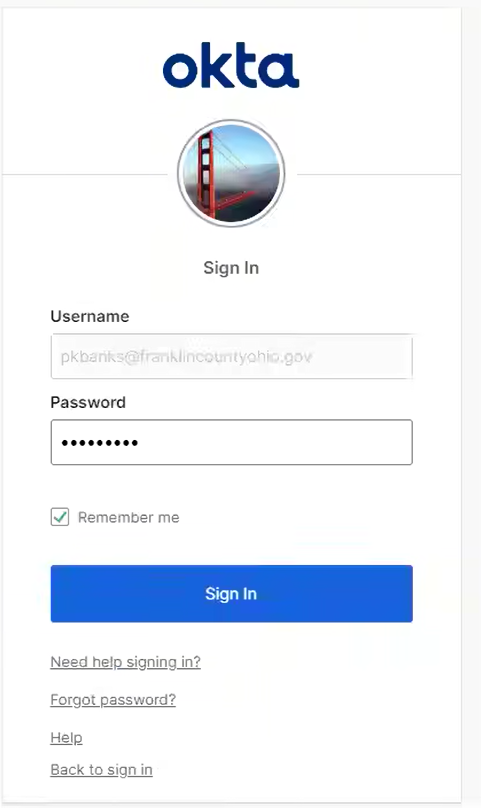 okta
Sign In
Username
pkbanks@franklincountyohio.gov
Password
•••••••••
Remember me
Sign In
Need help signing in?
Forgot password?
Help
Back to sign in